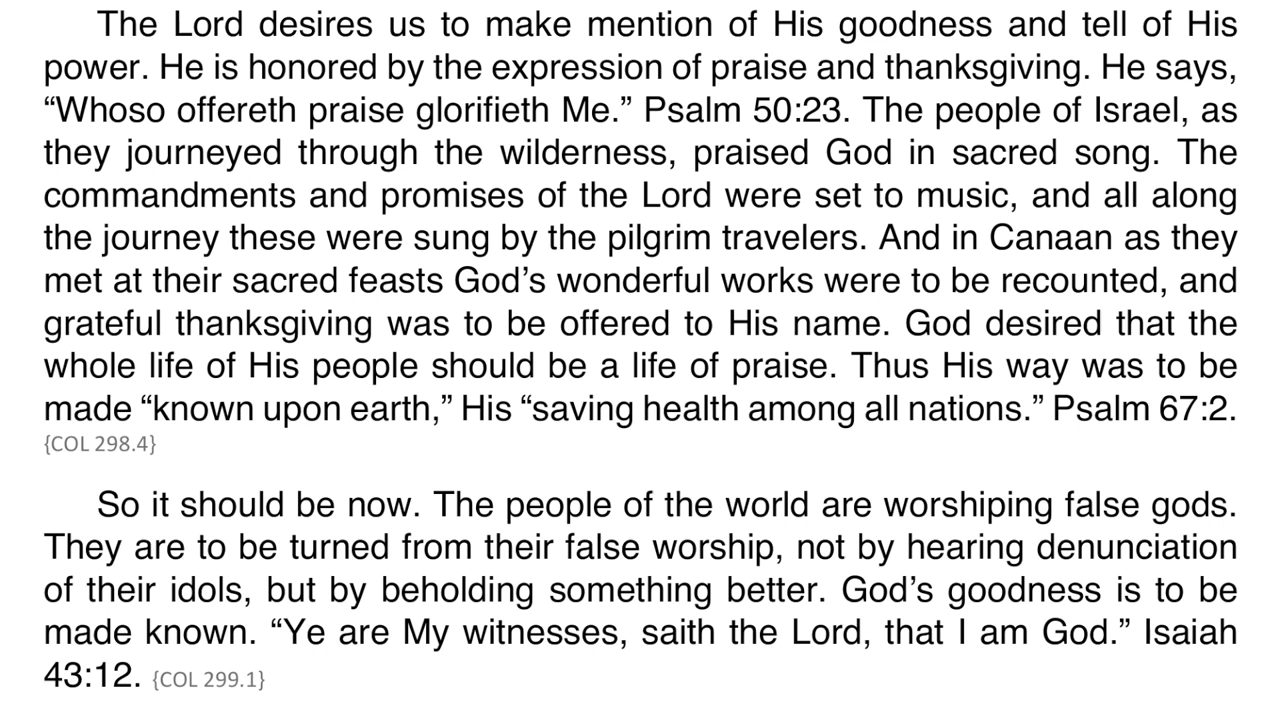 The Lord desires us to make mention of His goodness and tell of His
power. He is honored by the expression of praise and thanksgiving. He says,
“Whoso offereth praise glorifieth Me.” Psalm 50:23. The people of Israel, as
they journeyed through the wilderness, praised God in sacred song. The
commandments and promises of the Lord were set to music, and all along
the journey these were sung by the pilgrim travelers. And in Canaan as they
met at their sacred feasts God’s wonderful works were to be recounted, and
grateful thanksgiving was to be offered to His name. God desired that the
whole life of His people should be a life of praise. Thus His way was to be
made “known upon earth,” His “saving health among all nations.” Psalm 67:2.
{COL 298.4}
So it should be now. The people of the world are worshiping false gods.
They are to be turned from their false worship, not by hearing denunciation
of their idols, but by beholding something better. God’s goodness is to be
made known. “Ye are My witnesses, saith the Lord, that I am God.” Isaiah
43:12. {COL 299.1}